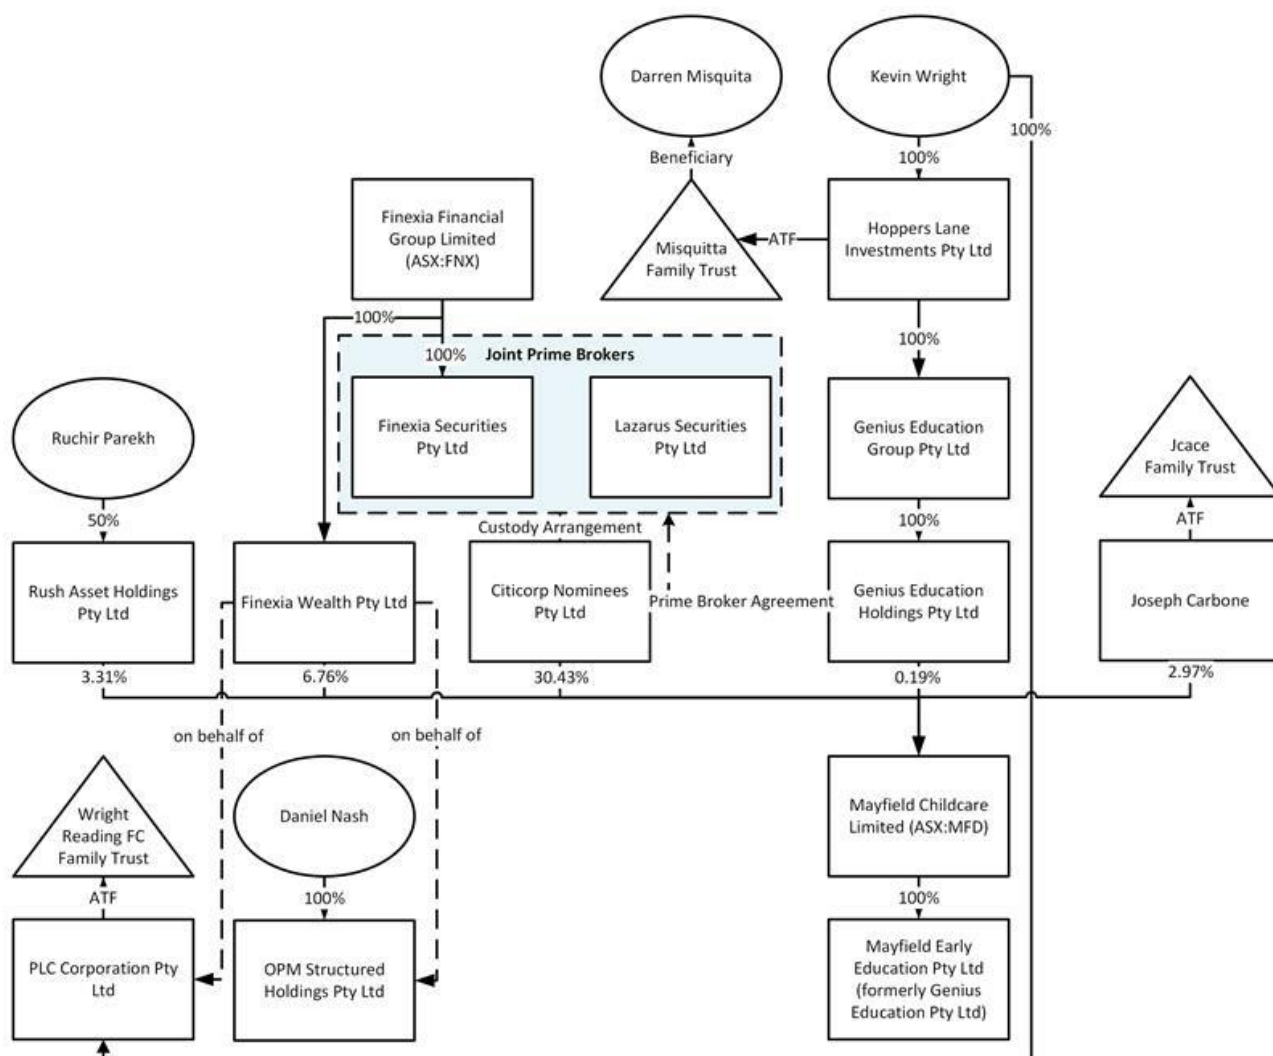 Darren Misquita
Kevin Wright
100%
Beneficiary
100%
Finexia Financial
Group Limited
(ASX:FNX)
Misquitta
Family Trust
ATF
Hoppers Lane
Investments Pty Ltd
100%
100%
100%
Joint Prime Brokers
Ruchir Parekh
Finexia Securities
Pty Ltd
Lazarus Securities
Pty Ltd
Genius Education
Group Pty Ltd
Jcace
Family Trust
50%
Custody Arrangement
100%
ATF
Rush Asset Holdings
Pty Ltd
Finexia Wealth Pty Ltd
Citicorp Nominees
Pty Ltd
Prime Broker Agreement
Genius Education
Holdings Pty Ltd
Joseph Carbone
3.31%
6.76%
30.43%
0.19%
2.97%
on behalf of
on behalf of
Wright
Reading FC
Family Trust
Daniel Nash
Mayfield Childcare
Limited (ASX:MFD)
ATF
100%
100%
PLC Corporation Pty
Ltd
OPM Structured
Holdings Pty Ltd
Mayfield Early
Education Pty Ltd
(formerly Genius
Education Pty Ltd)